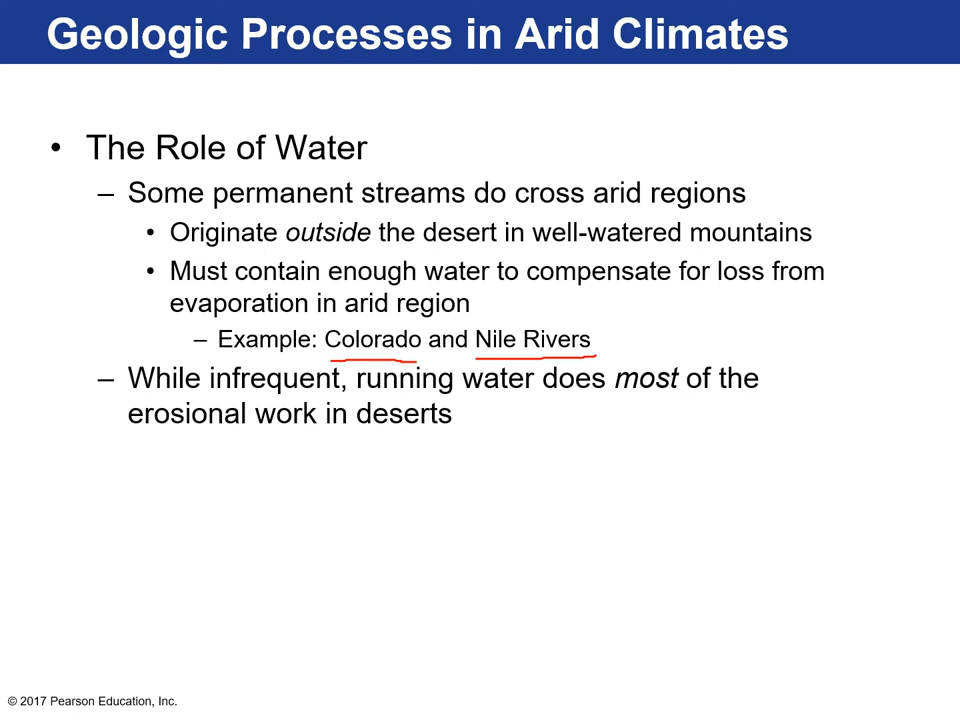 Geologic Processes in Arid Climates
• The Role of Water
– Some permanent streams do cross arid regions
• Originate outside the desert in well-watered mountains
• Must contain enough water to compensate for loss from
evaporation in arid region
– Example: Colorado and Nile Rivers
– While infrequent, running water does most of the
erosional work in deserts
© 2017 Pearson Education, Inc.